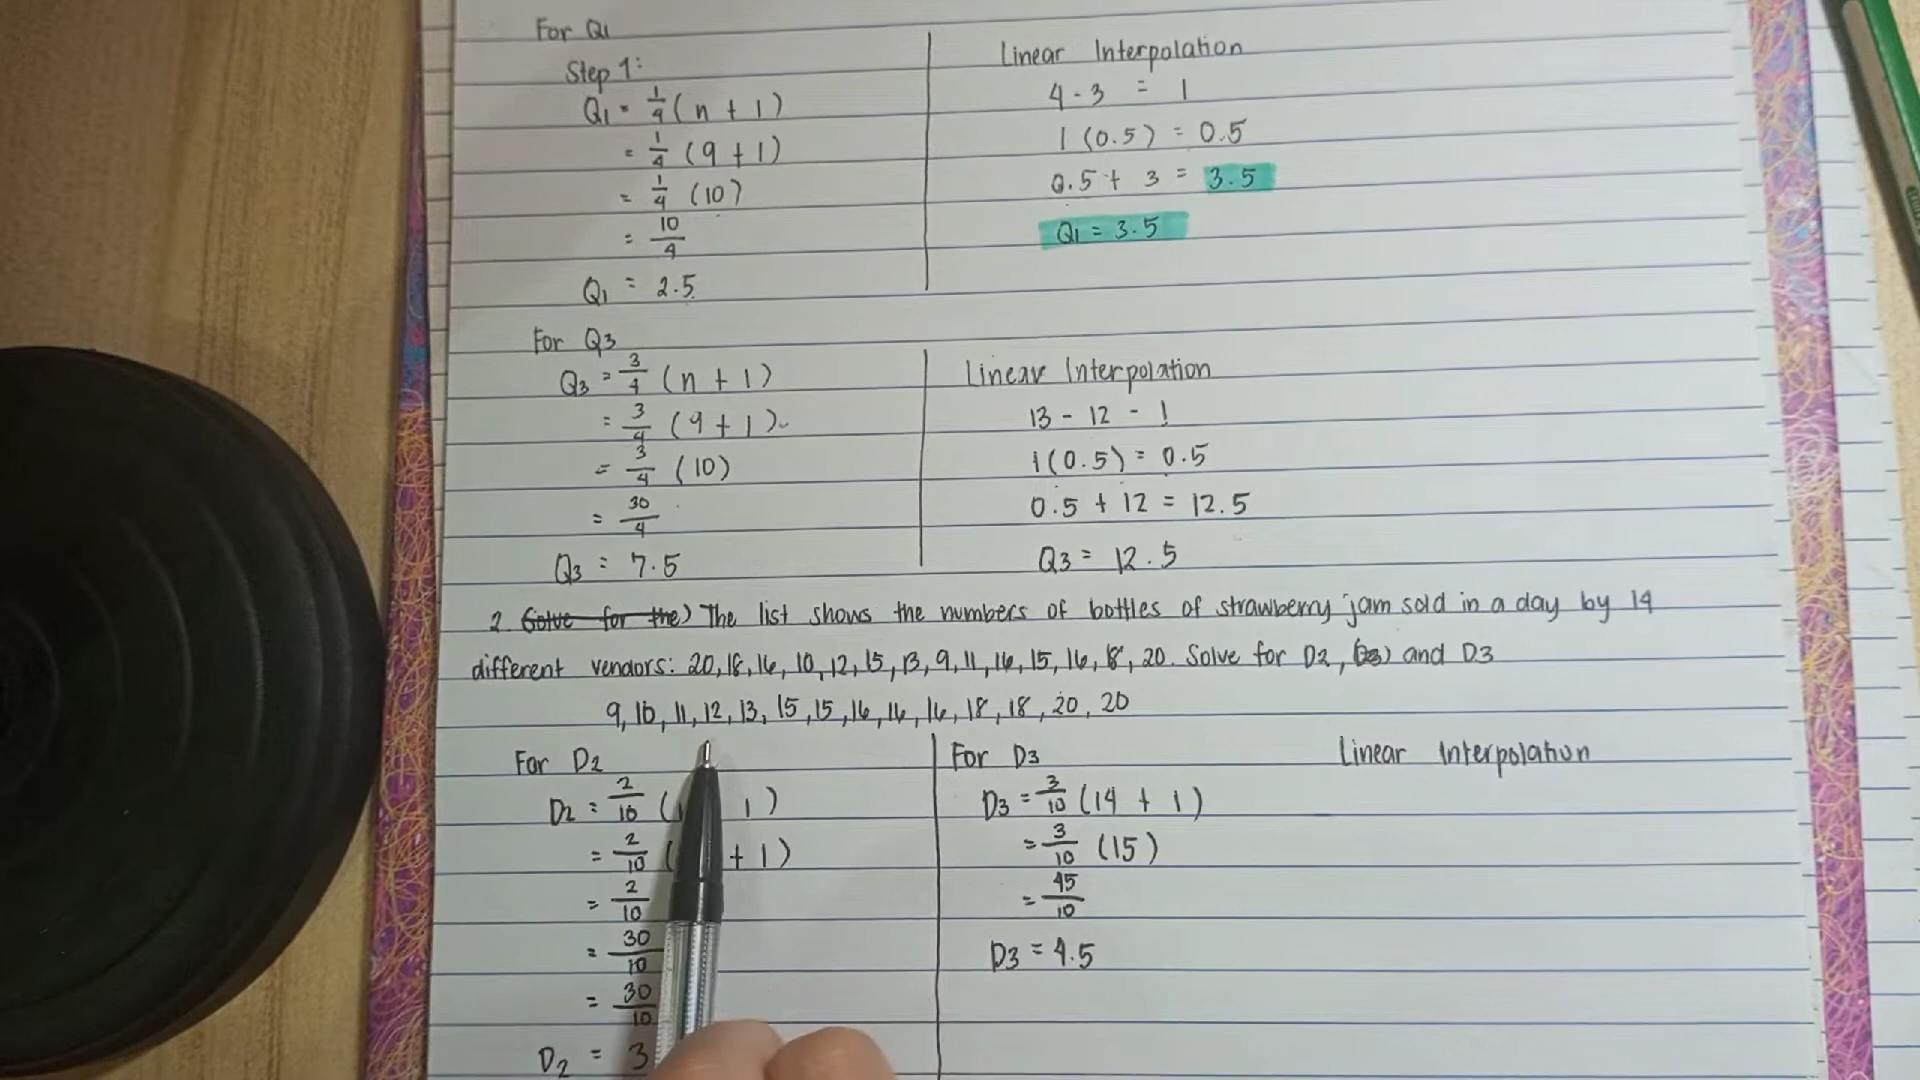 For Q1
Step 1:
Q1 = 1/4 (n + 1)
= 1/4 (9 + 1)
= 1/4 (10)
= 10/4
Q1 = 2.5
Linear Interpolation
4 - 3 = 1
1 (0.5) = 0.5
0.5 + 3 = 3.5
Q1 = 3.5
For Q3
Q3 = 3/4 (n + 1)
= 3/4 (9 + 1)
= 3/4 (10)
= 30/4
Q3 = 7.5
Linear Interpolation
13 - 12 - 1
1 (0.5) = 0.5
0.5 + 12 = 12.5
Q3 = 12.5
2. Solve for the) The list shows the numbers of bottles of strawberry jam sold in a day by 14
different vendors: 20, 18, 16, 10, 12, 15, 13, 9, 11, 16, 15, 16, 18, 20. Solve for D2, and D3
9, 10, 11, 12, 13, 15, 15, 16, 16, 16, 18, 18, 20, 20
For D2
D2 = 2/10 ( 1)
= 2/10 ( + 1)
= 2/10
= 30/10
= 30/10
D2 = 3
For D3
D3 = 3/10 (14 + 1)
= 3/10 (15)
= 45/10
D3 = 4.5
Linear Interpolation